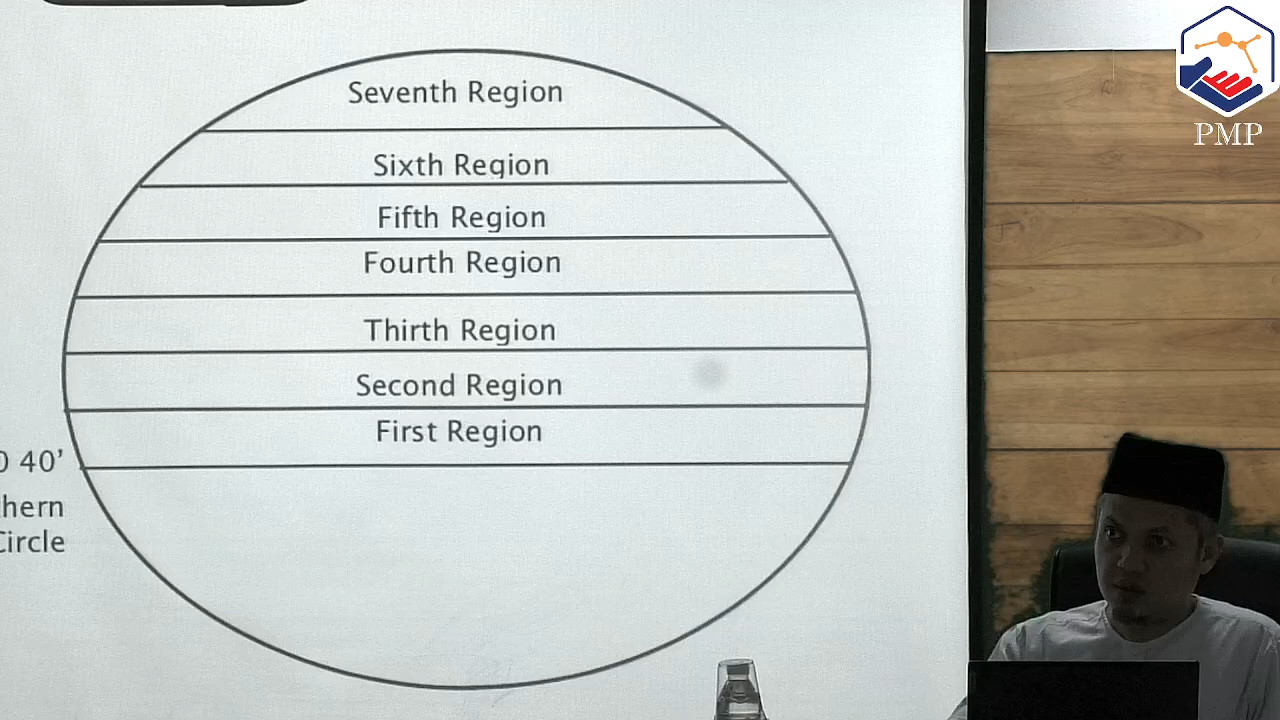 Seventh Region
Sixth Region
Fifth Region
Fourth Region
Thirth Region
Second Region
First Region
0 40’
hern
Circle
PMP